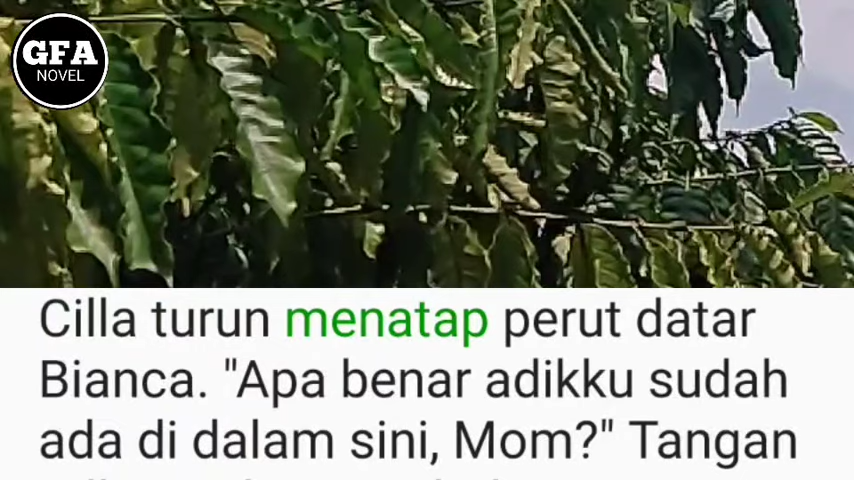 GFA
NOVEL
Cilla turun menatap perut datar
Bianca. "Apa benar adikku sudah
ada di dalam sini, Mom?" Tangan